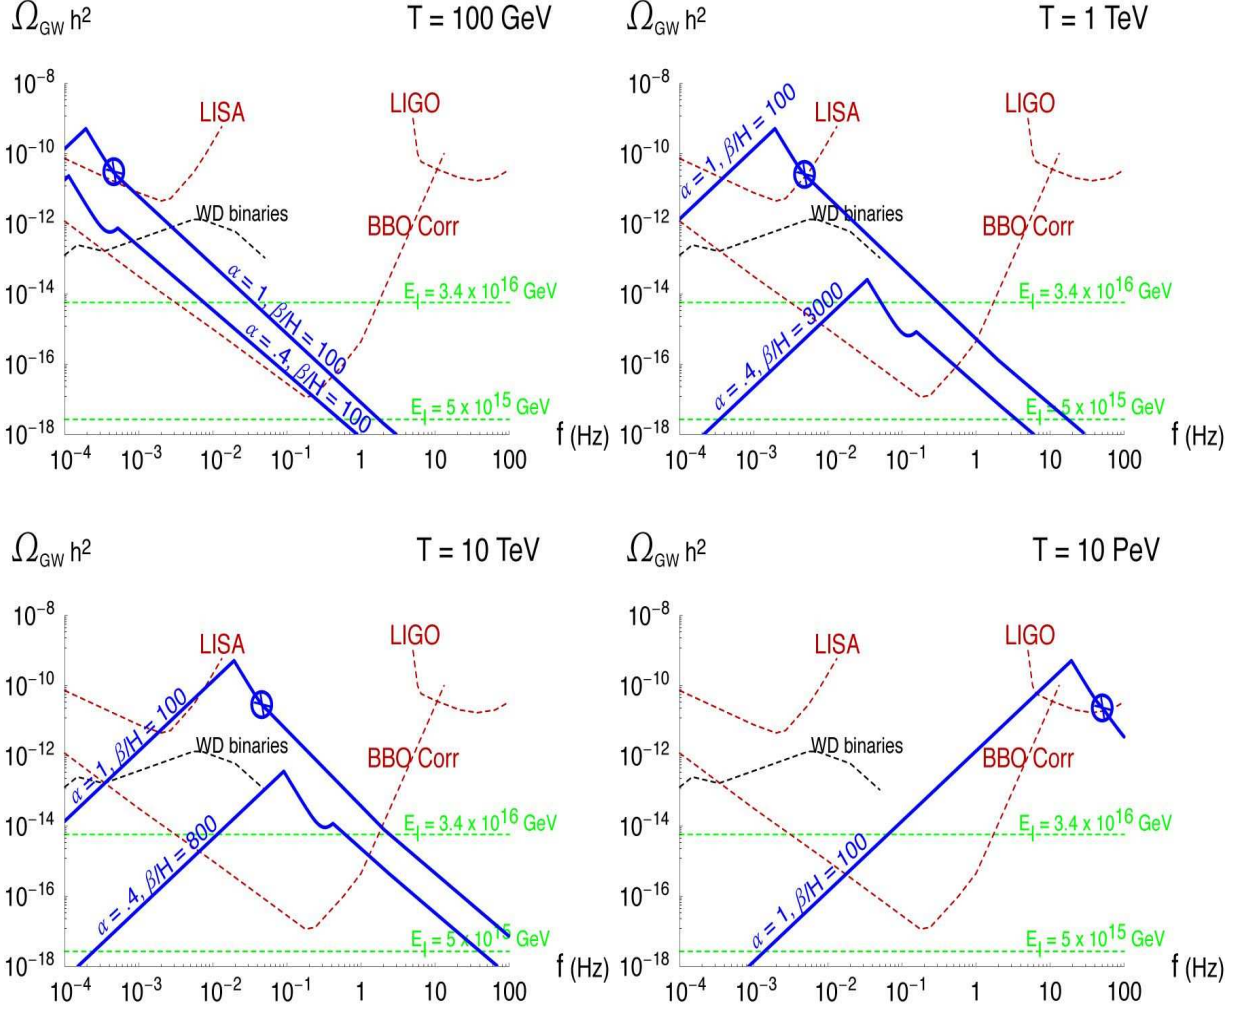 Ω_GW h² T = 100 GeV
10⁻⁸
10⁻¹⁰
10⁻¹²
10⁻¹⁴
10⁻¹⁶
10⁻¹⁸
LISA
LIGO
WD binaries
BBO Corr
E_I = 3.4 x 10¹⁶ GeV
α = 1, β/H = 100
α = .4, β/H = 100
E_I = 5 x 10¹⁵ GeV
f (Hz)
10⁻⁴ 10⁻³ 10⁻² 10⁻¹ 1 10 100
Ω_GW h² T = 1 TeV
10⁻⁸
10⁻¹⁰
10⁻¹²
10⁻¹⁴
10⁻¹⁶
10⁻¹⁸
α = 1, β/H = 100
LISA
LIGO
WD binaries
BBO Corr
E_I = 3.4 x 10¹⁶ GeV
α = .4, β/H = 3000
E_I = 5 x 10¹⁵ GeV
f (Hz)
10⁻⁴ 10⁻³ 10⁻² 10⁻¹ 1 10 100
Ω_GW h² T = 10 TeV
10⁻⁸
10⁻¹⁰
10⁻¹²
10⁻¹⁴
10⁻¹⁶
10⁻¹⁸
LISA
LIGO
α = 1, β/H = 100
WD binaries
BBO Corr
E_I = 3.4 x 10¹⁶ GeV
α = .4, β/H = 800
E_I = 5 x 10¹⁵ GeV
f (Hz)
10⁻⁴ 10⁻³ 10⁻² 10⁻¹ 1 10 100
Ω_GW h² T = 10 PeV
10⁻⁸
10⁻¹⁰
10⁻¹²
10⁻¹⁴
10⁻¹⁶
10⁻¹⁸
LISA
LIGO
WD binaries
BBO Corr
E_I = 3.4 x 10¹⁶ GeV
α = 1, β/H = 100
E_I = 5 x 10¹⁵ GeV
f (Hz)
10⁻⁴ 10⁻³ 10⁻² 10⁻¹ 1 10 100